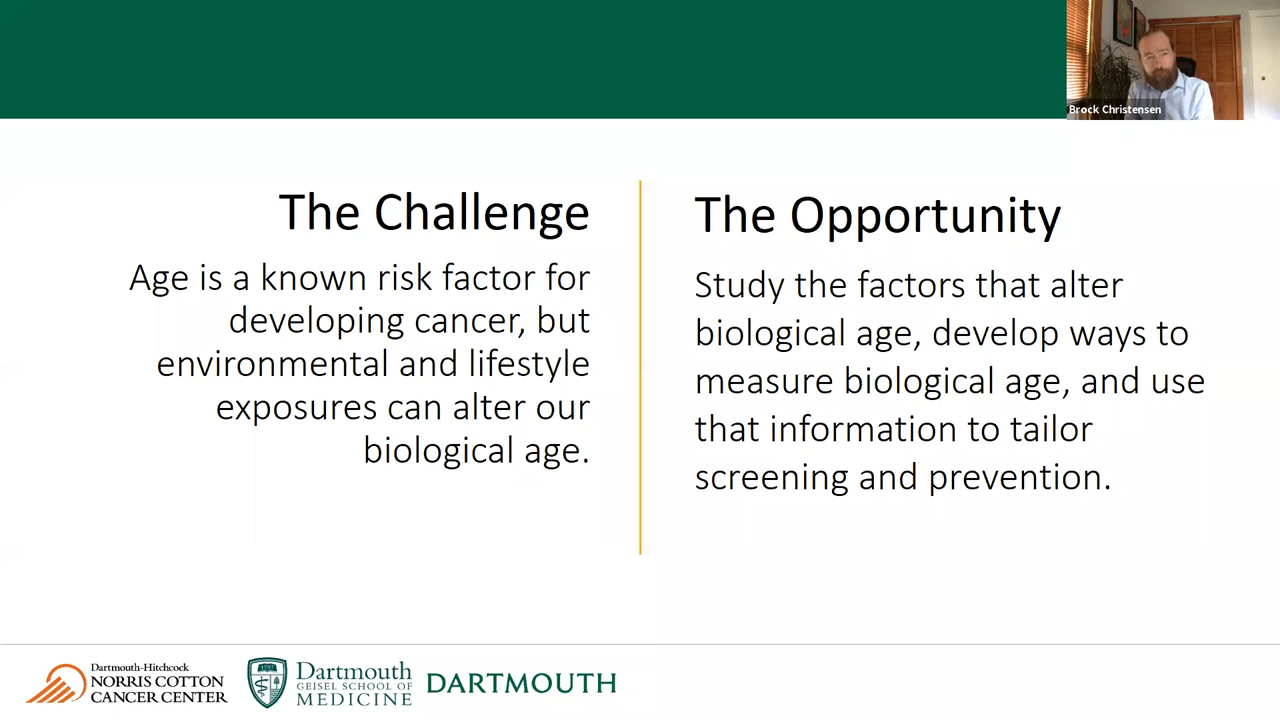 Brock Christensen
The Challenge
Age is a known risk factor for
developing cancer, but
environmental and lifestyle
exposures can alter our
biological age.
The Opportunity
Study the factors that alter
biological age, develop ways to
measure biological age, and use
that information to tailor
screening and prevention.
Dartmouth-Hitchcock
NORRIS COTTON
CANCER CENTER
1797
Dartmouth
GEISEL SCHOOL OF
MEDICINE
DARTMOUTH